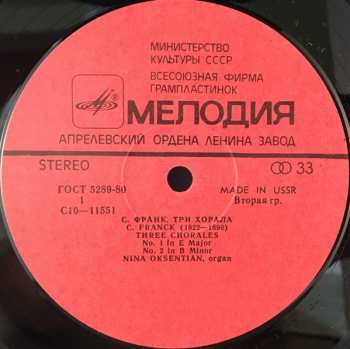 МИНИСТЕРСТВО
КУЛЬТУРЫ СССР
ВСЕСОЮЗНАЯ ФИРМА
ГРАМПЛАСТИНОК
МЕЛОДИЯ
АПРЕЛЕВСКИЙ ОРДЕНА ЛЕНИНА ЗАВОД
STEREO 33
ГОСТ 5289-80 MADE IN USSR
1 Вторая гр.
С10—11551
С. ФРАНК. ТРИ ХОРАЛА
C. FRANCK (1822—1890)
THREE CHORALES
No. 1 in E Major
No. 2 in B Minor
NINA OKSENTIAN, organ